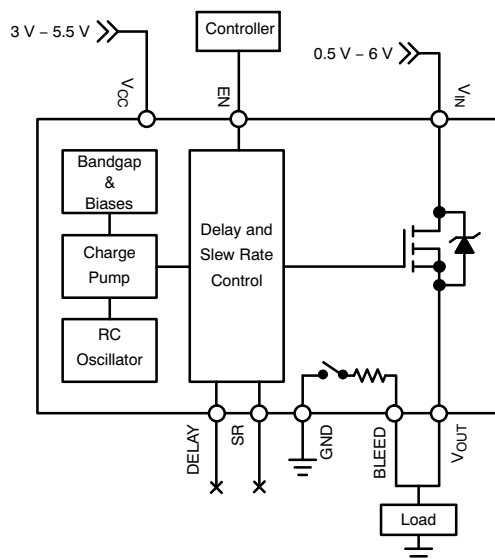 3 V – 5.5 V
Controller
0.5 V – 6 V
VCC
EN
VIN
Bandgap
&
Biases
Delay and
Slew Rate
Control
Charge
Pump
RC
Oscillator
DELAY
SR
GND
BLEED
VOUT
Load